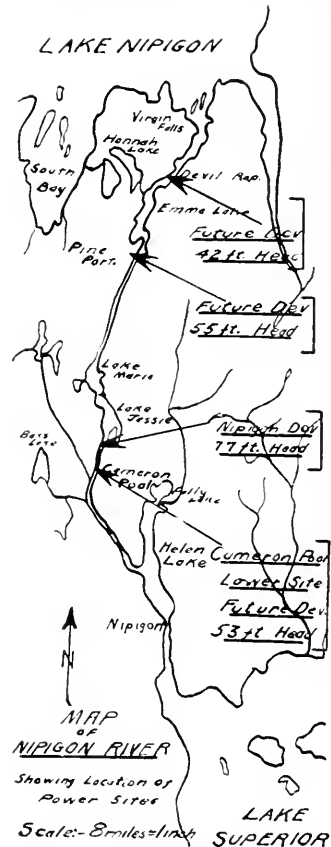 LAKE NIPIGON
Virgin
Falls
Hannah
Lake
South
Bay
Devil Rap.
Emma Lake
Future Dev
42 ft. Head
Pine
Port.
Future Dev
55 ft. Head
Lake
Maria
Lake
Jessie
Nipigon Dev
77 ft. Head
Cameron
Pool
Lake
Helen
Lake
Cameron Pool
Lower Site
Future Dev.
53 ft Head
Nipigon
N
MAP
OF
NIPIGON RIVER
Showing Location of
Power Sites
Scale:- 8 miles = 1 inch
LAKE
SUPERIOR